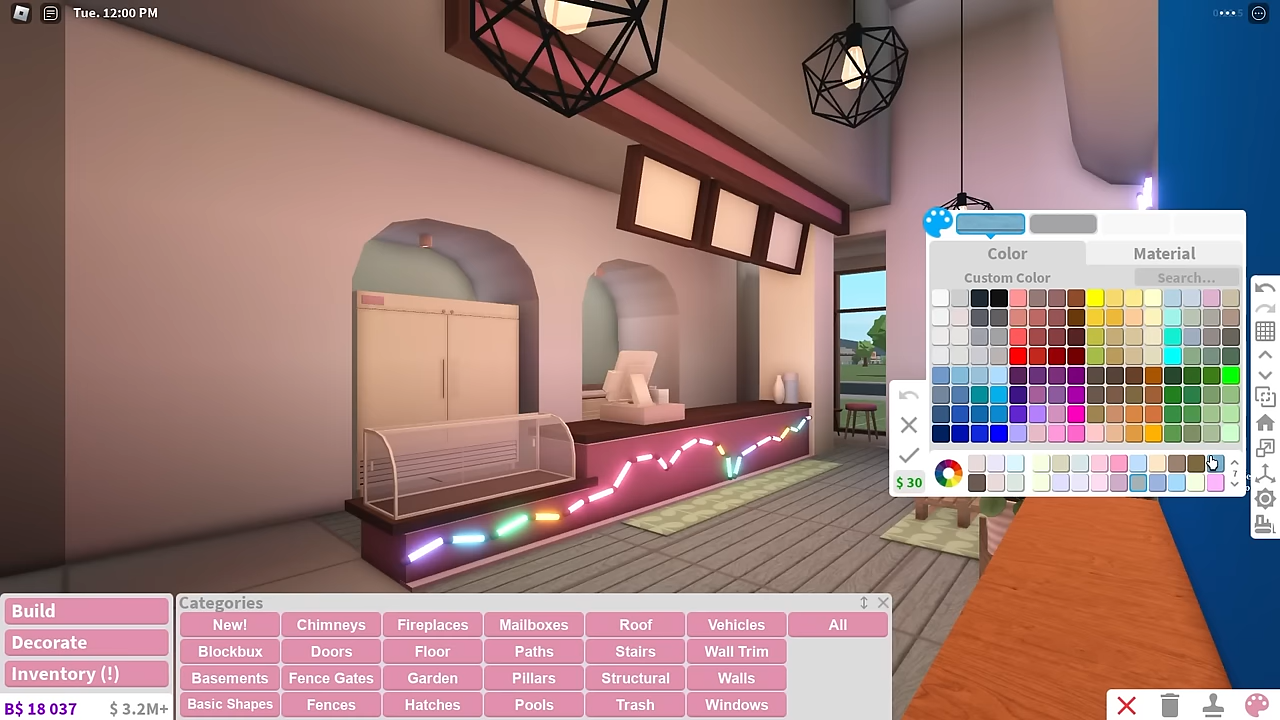 Tue. 12:00 PM
Color
Material
Custom Color
Search...
$ 30
7
Build
Decorate
Inventory (!)
B$ 18 037
$ 3.2M+
Categories
New!
Chimneys
Fireplaces
Mailboxes
Roof
Vehicles
All
Blockbux
Doors
Floor
Paths
Stairs
Wall Trim
Basements
Fence Gates
Garden
Pillars
Structural
Walls
Basic Shapes
Fences
Hatches
Pools
Trash
Windows